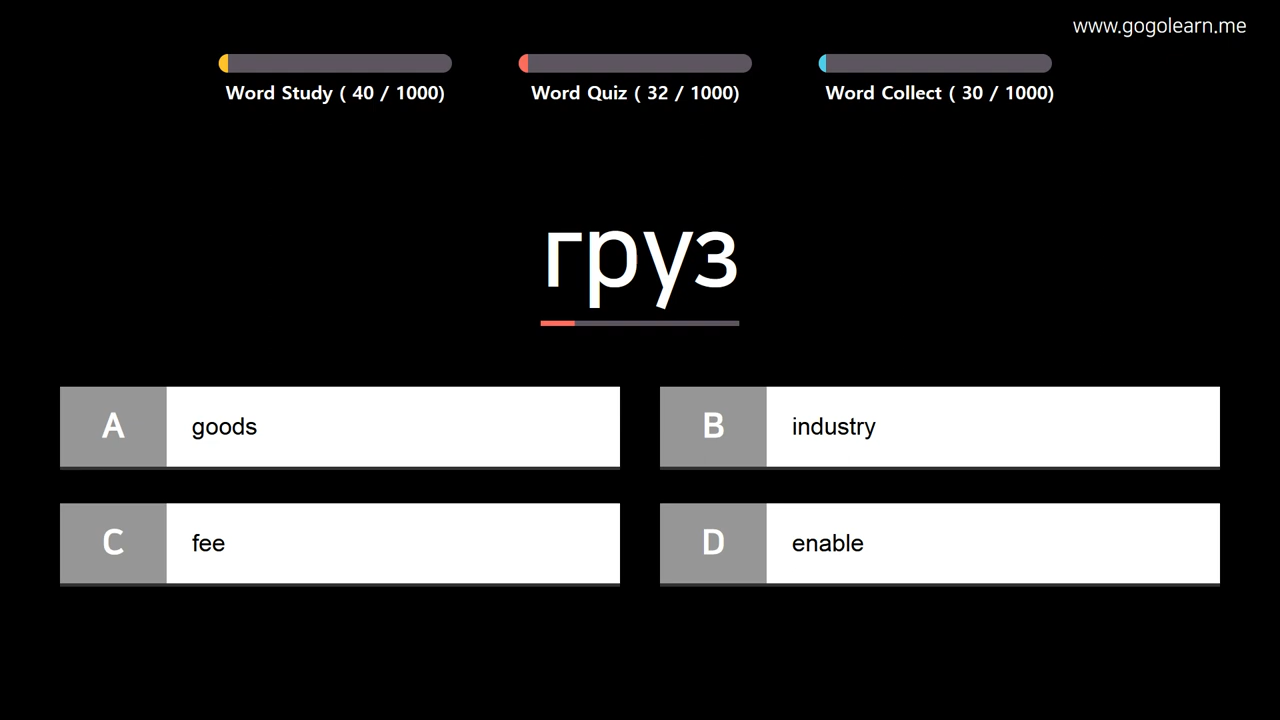 www.gogolearn.me
Word Study ( 40 / 1000)
Word Quiz ( 32 / 1000)
Word Collect ( 30 / 1000)
груз
A goods
B industry
C fee
D enable